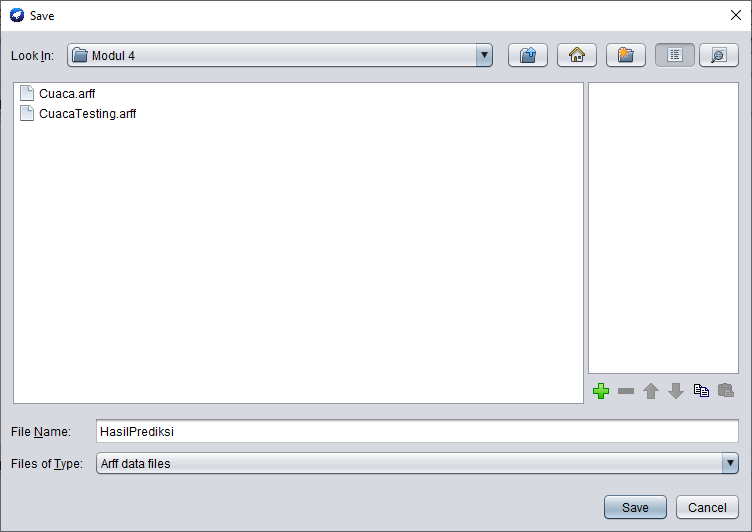 Save
Look In: Modul 4
Cuaca.arff
CuacaTesting.arff
File Name: HasilPrediksi
Files of Type: Arff data files
Save Cancel